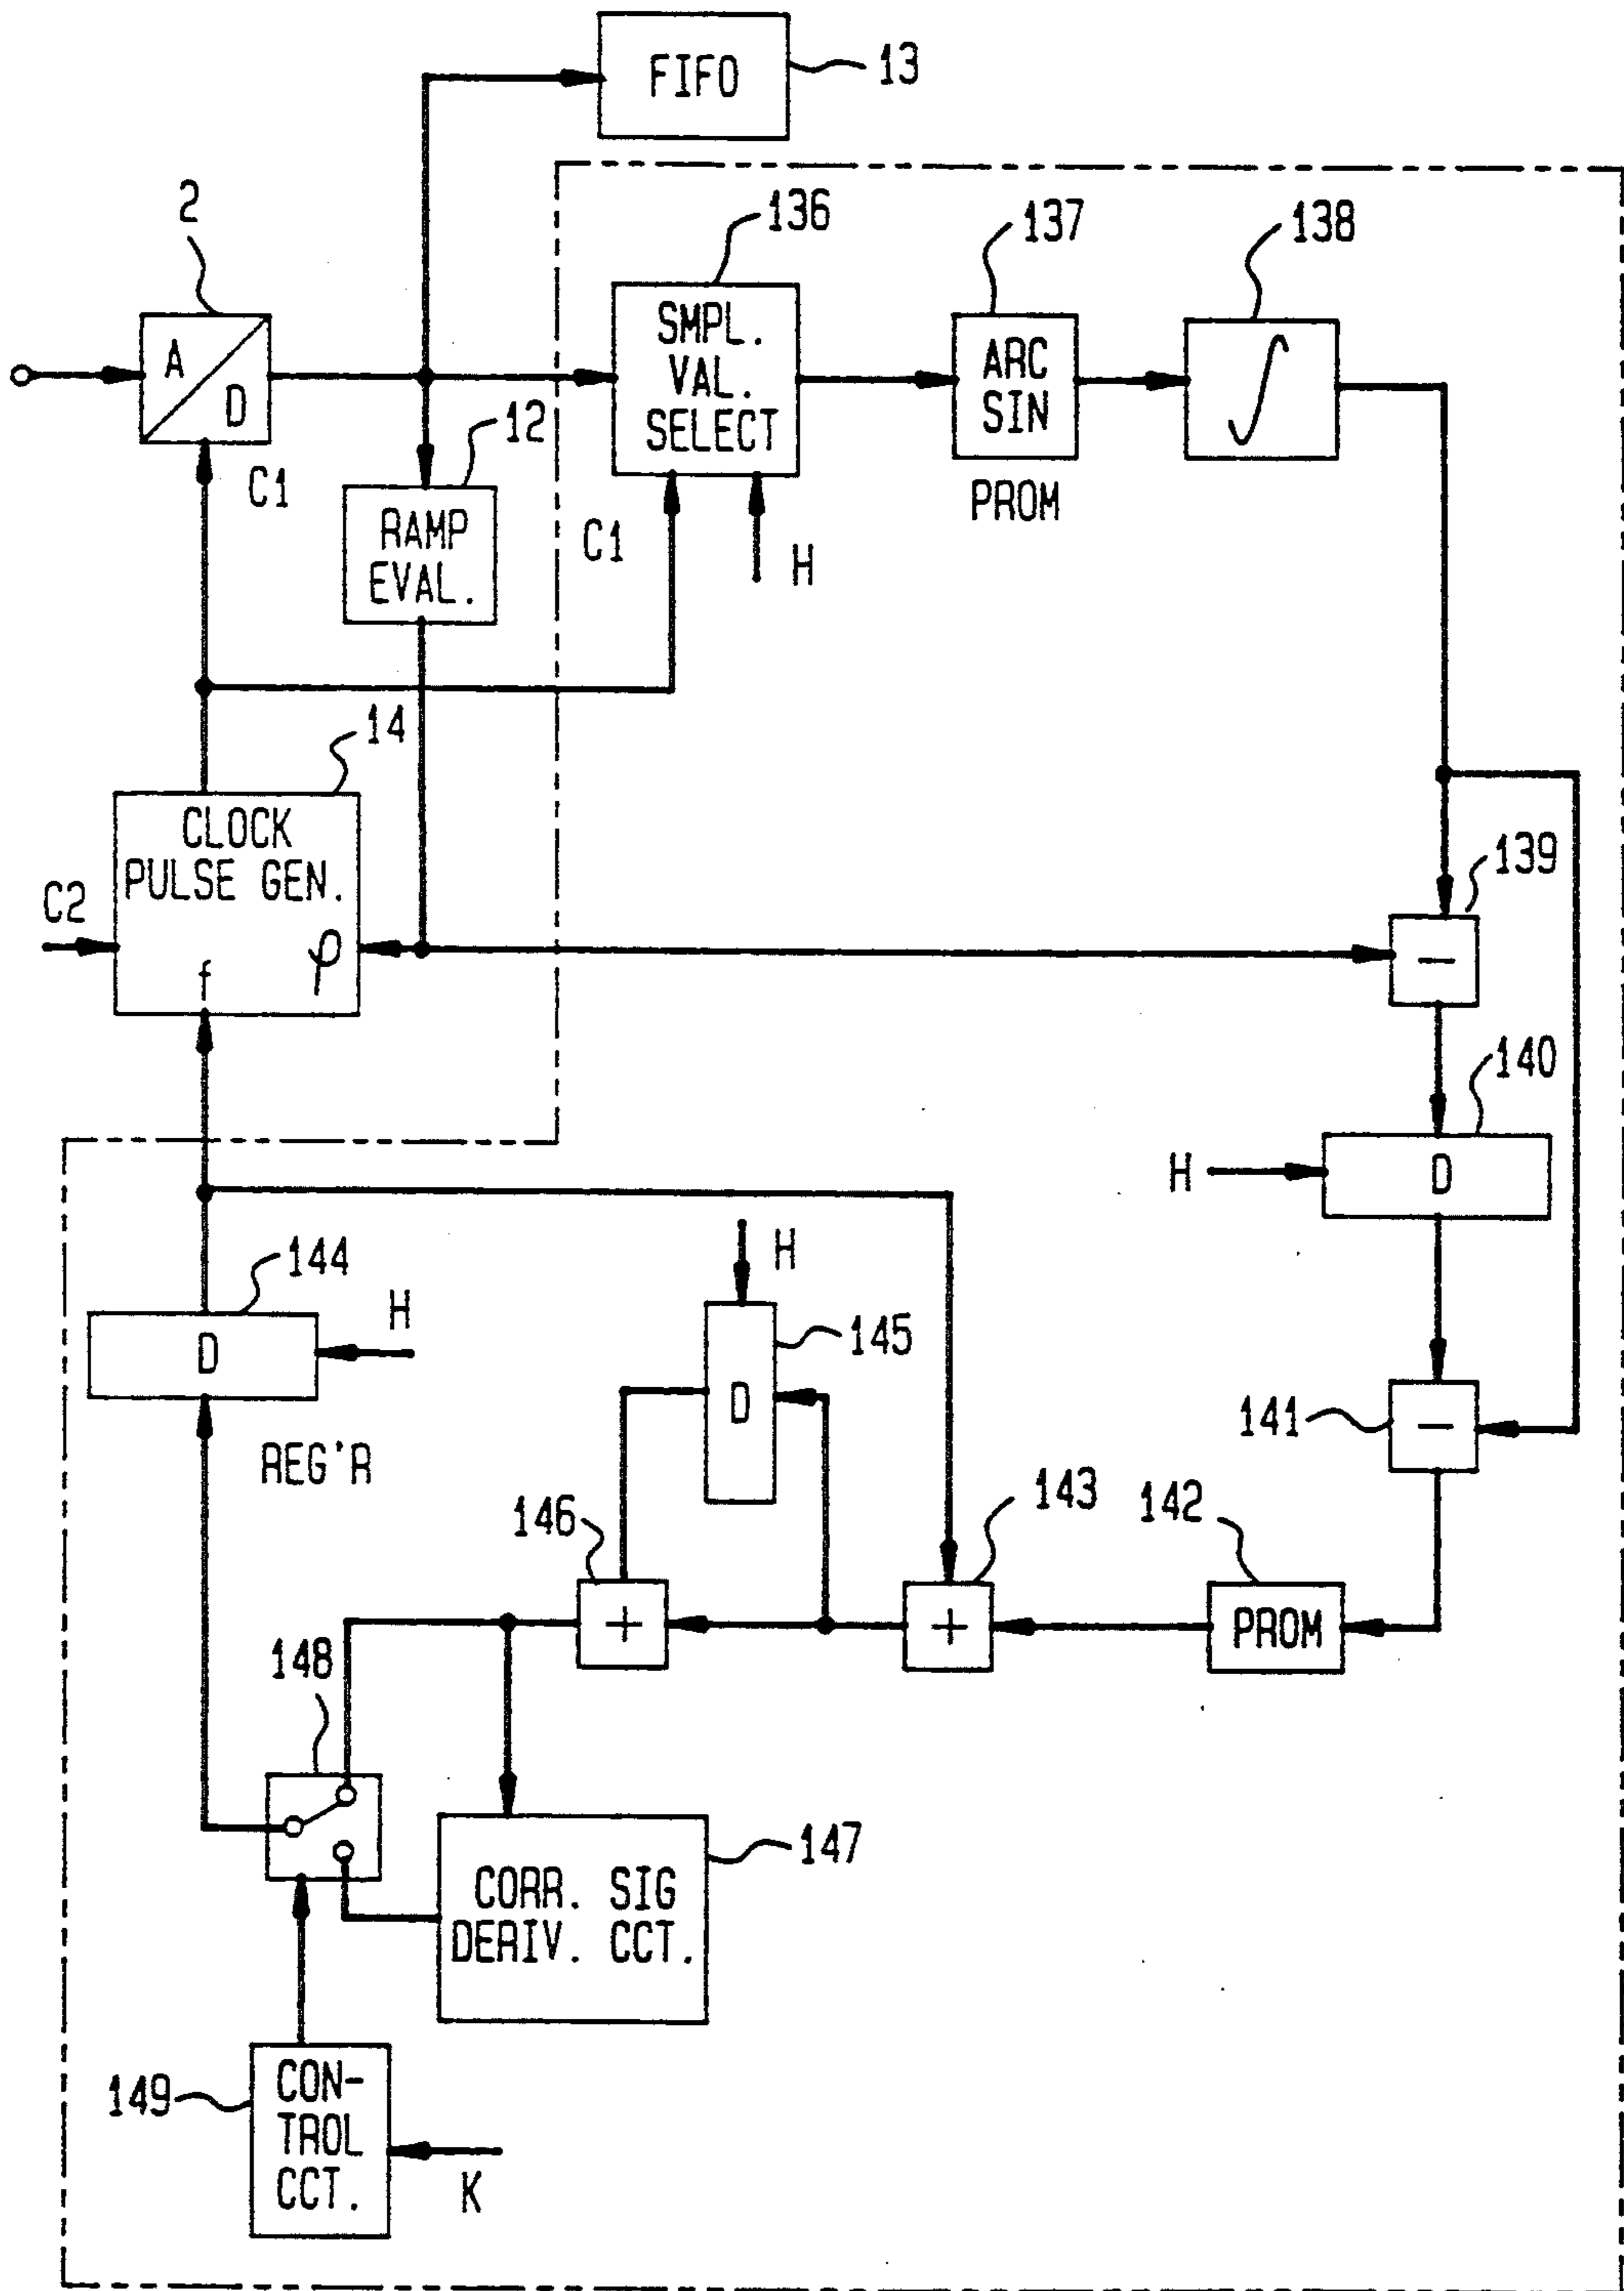 FIFO
13
2
136
137
138
A
D
SMPL.
VAL.
SELECT
ARC
SIN
PROM
12
C1
RAMP
EVAL.
C1
H
14
CLOCK
PULSE GEN.
C2
f
φ
139
−
140
H
D
144
D
H
H
145
D
141
−
REG'R
146
+
143
+
142
PROM
148
147
CORR. SIG
DERIV. CCT.
149
CON-
TROL
CCT.
K